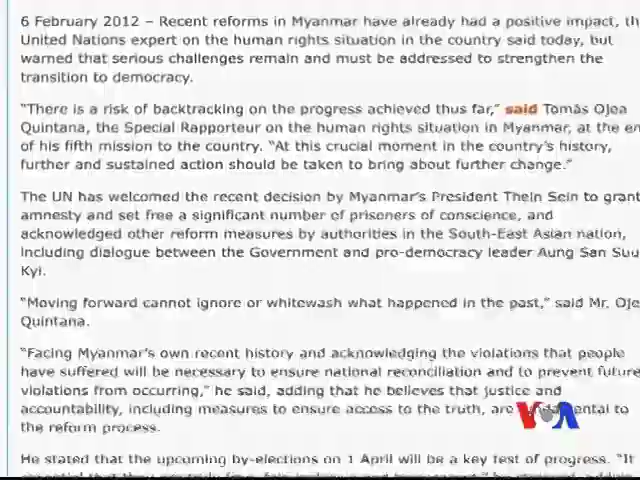 6 February 2012 – Recent reforms in Myanmar have already had a positive impact, th
United Nations expert on the human rights situation in the country said today, but
warned that serious challenges remain and must be addressed to strengthen the
transition to democracy.
“There is a risk of backtracking on the progress achieved thus far,” said Tomás Ojea
Quintana, the Special Rapporteur on the human rights situation in Myanmar, at the en
of his fifth mission to the country. “At this crucial moment in the country’s history,
further and sustained action should be taken to bring about further change.”
The UN has welcomed the recent decision by Myanmar’s President Thein Sein to grant
amnesty and set free a significant number of prisoners of conscience, and
acknowledged other reform measures by authorities in the South-East Asian nation,
including dialogue between the Government and pro-democracy leader Aung San Suu
Kyi.
“Moving forward cannot ignore or whitewash what happened in the past,” said Mr. Oje
Quintana.
“Facing Myanmar’s own recent history and acknowledging the violations that people
have suffered will be necessary to ensure national reconciliation and to prevent future
violations from occurring,” he said, adding that he believes that justice and
accountability, including measures to ensure access to the truth, are fundamental to
the reform process.
VOA
He stated that the upcoming by-elections on 1 April will be a key test of progress. “It